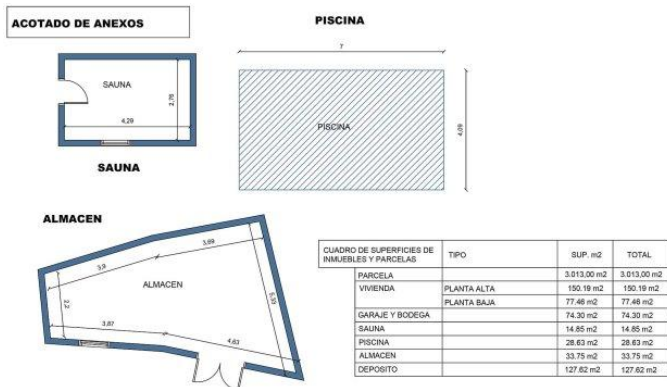 ACOTADO DE ANEXOS
PISCINA
7
SAUNA
2,76
4,29
PISCINA
4,09
SAUNA
ALMACEN
3,69
3,9
ALMACEN
5,33
2,2
3,87
4,63
CUADRO DE SUPERFICIES DE INMUEBLES Y PARCELAS TIPO SUP. m2 TOTAL
PARCELA 3.013,00 m2 3.013,00 m2
VIVIENDA PLANTA ALTA 150.19 m2 150.19 m2
PLANTA BAJA 77.46 m2 77.46 m2
GARAJE Y BODEGA 74.30 m2 74.30 m2
SAUNA 14.85 m2 14.85 m2
PISCINA 28.63 m2 28.63 m2
ALMACEN 33.75 m2 33.75 m2
DEPOSITO 127.62 m2 127.62 m2